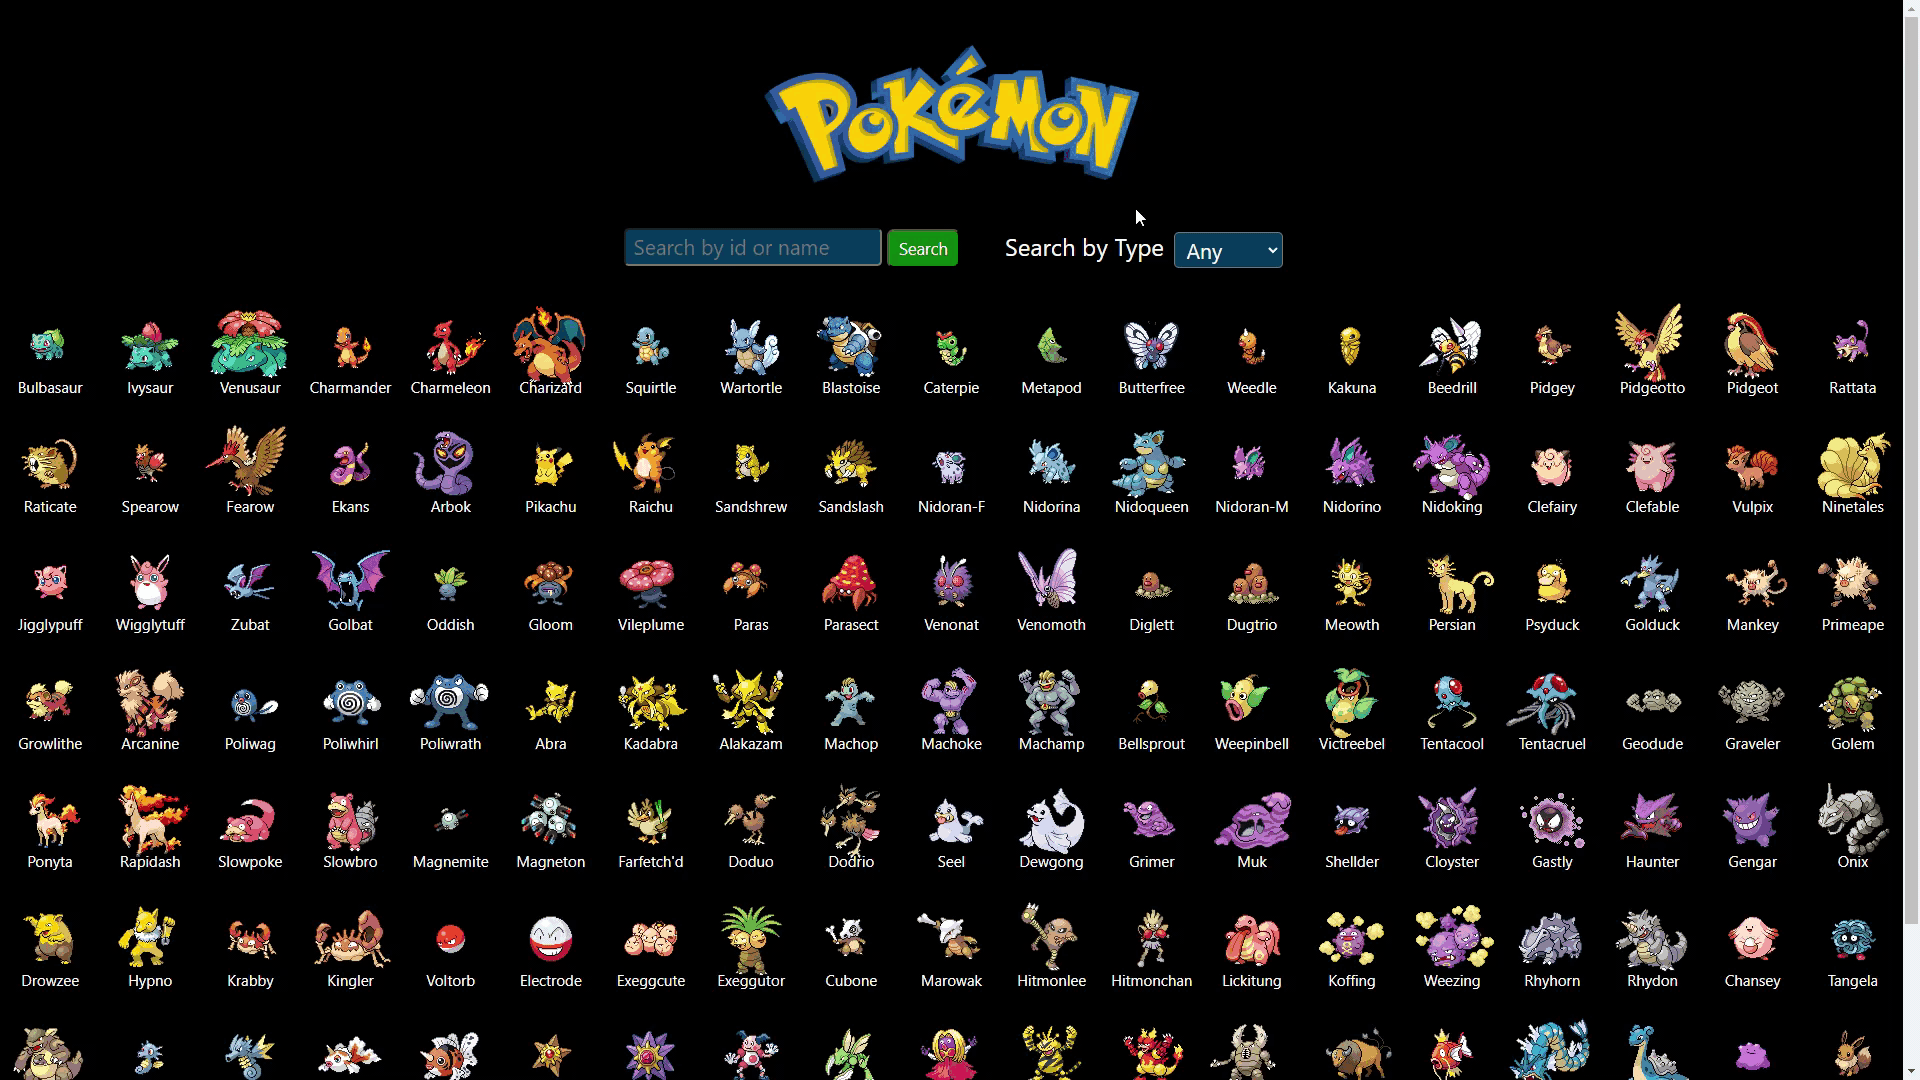 POKéMON
Search by id or name Search Search by Type Any
Bulbasaur Ivysaur Venusaur Charmander Charmeleon Charizard Squirtle Wartortle Blastoise Caterpie Metapod Butterfree Weedle Kakuna Beedrill Pidgey Pidgeotto Pidgeot Rattata
Raticate Spearow Fearow Ekans Arbok Pikachu Raichu Sandshrew Sandslash Nidoran-F Nidorina Nidoqueen Nidoran-M Nidorino Nidoking Clefairy Clefable Vulpix Ninetales
Jigglypuff Wigglytuff Zubat Golbat Oddish Gloom Vileplume Paras Parasect Venonat Venomoth Diglett Dugtrio Meowth Persian Psyduck Golduck Mankey Primeape
Growlithe Arcanine Poliwag Poliwhirl Poliwrath Abra Kadabra Alakazam Machop Machoke Machamp Bellsprout Weepinbell Victreebel Tentacool Tentacruel Geodude Graveler Golem
Ponyta Rapidash Slowpoke Slowbro Magnemite Magneton Farfetch'd Doduo Dodrio Seel Dewgong Grimer Muk Shellder Cloyster Gastly Haunter Gengar Onix
Drowzee Hypno Krabby Kingler Voltorb Electrode Exeggcute Exeggutor Cubone Marowak Hitmonlee Hitmonchan Lickitung Koffing Weezing Rhyhorn Rhydon Chansey Tangela